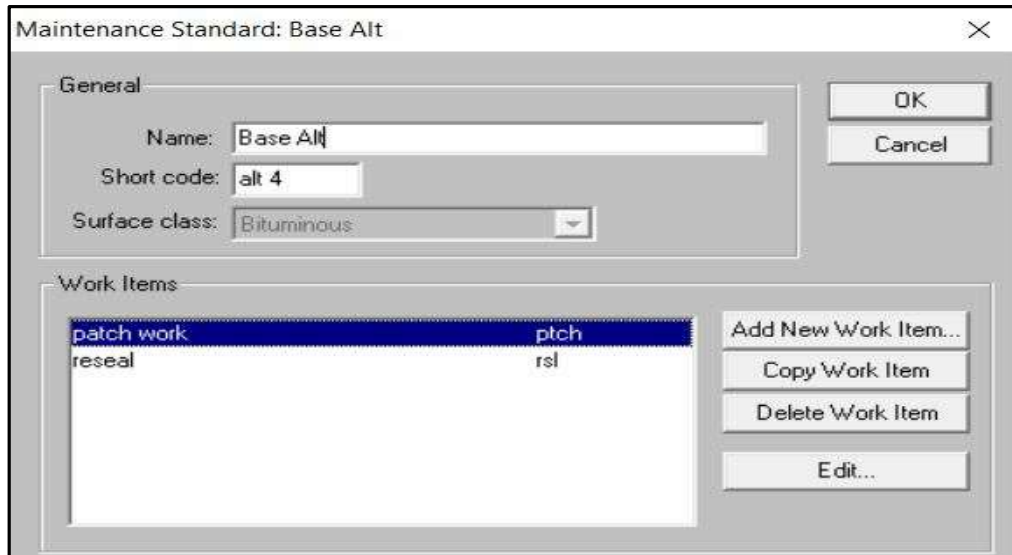 Maintenance Standard: Base Alt
General
Name: Base Alt
Short code: alt 4
Surface class: Bituminous
OK
Cancel
Work Items
patch work ptch
reseal rsl
Add New Work Item...
Copy Work Item
Delete Work Item
Edit...